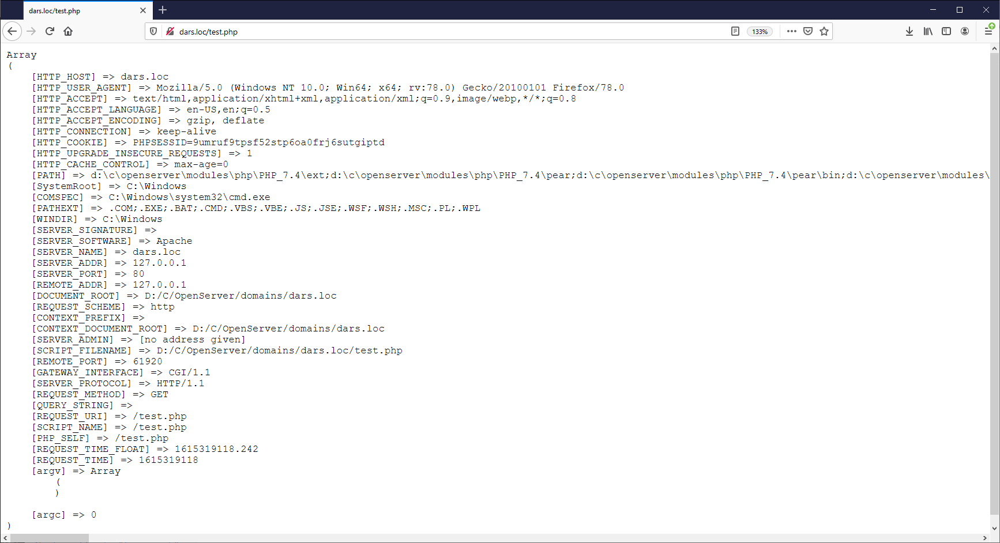 dars.loc/test.php
dars.loc/test.php 133%
Array
(
    [HTTP_HOST] => dars.loc
    [HTTP_USER_AGENT] => Mozilla/5.0 (Windows NT 10.0; Win64; x64; rv:78.0) Gecko/20100101 Firefox/78.0
    [HTTP_ACCEPT] => text/html,application/xhtml+xml,application/xml;q=0.9,image/webp,*/*;q=0.8
    [HTTP_ACCEPT_LANGUAGE] => en-US,en;q=0.5
    [HTTP_ACCEPT_ENCODING] => gzip, deflate
    [HTTP_CONNECTION] => keep-alive
    [HTTP_COOKIE] => PHPSESSID=9umruf9tpsf52stp6oa0frj6sutgiptd
    [HTTP_UPGRADE_INSECURE_REQUESTS] => 1
    [HTTP_CACHE_CONTROL] => max-age=0
    [PATH] => d:\c\openserver\modules\php\PHP_7.4\ext;d:\c\openserver\modules\php\PHP_7.4\pear;d:\c\openserver\modules\php\PHP_7.4\pear\bin;d:\c\openserver\modules\
    [SystemRoot] => C:\Windows
    [COMSPEC] => C:\Windows\system32\cmd.exe
    [PATHEXT] => .COM;.EXE;.BAT;.CMD;.VBS;.VBE;.JS;.JSE;.WSF;.WSH;.MSC;.PL;.WPL
    [WINDIR] => C:\Windows
    [SERVER_SIGNATURE] =>
    [SERVER_SOFTWARE] => Apache
    [SERVER_NAME] => dars.loc
    [SERVER_ADDR] => 127.0.0.1
    [SERVER_PORT] => 80
    [REMOTE_ADDR] => 127.0.0.1
    [DOCUMENT_ROOT] => D:/C/OpenServer/domains/dars.loc
    [REQUEST_SCHEME] => http
    [CONTEXT_PREFIX] =>
    [CONTEXT_DOCUMENT_ROOT] => D:/C/OpenServer/domains/dars.loc
    [SERVER_ADMIN] => [no address given]
    [SCRIPT_FILENAME] => D:/C/OpenServer/domains/dars.loc/test.php
    [REMOTE_PORT] => 61920
    [GATEWAY_INTERFACE] => CGI/1.1
    [SERVER_PROTOCOL] => HTTP/1.1
    [REQUEST_METHOD] => GET
    [QUERY_STRING] =>
    [REQUEST_URI] => /test.php
    [SCRIPT_NAME] => /test.php
    [PHP_SELF] => /test.php
    [REQUEST_TIME_FLOAT] => 1615319118.242
    [REQUEST_TIME] => 1615319118
    [argv] => Array
        (
        )
    [argc] => 0
)